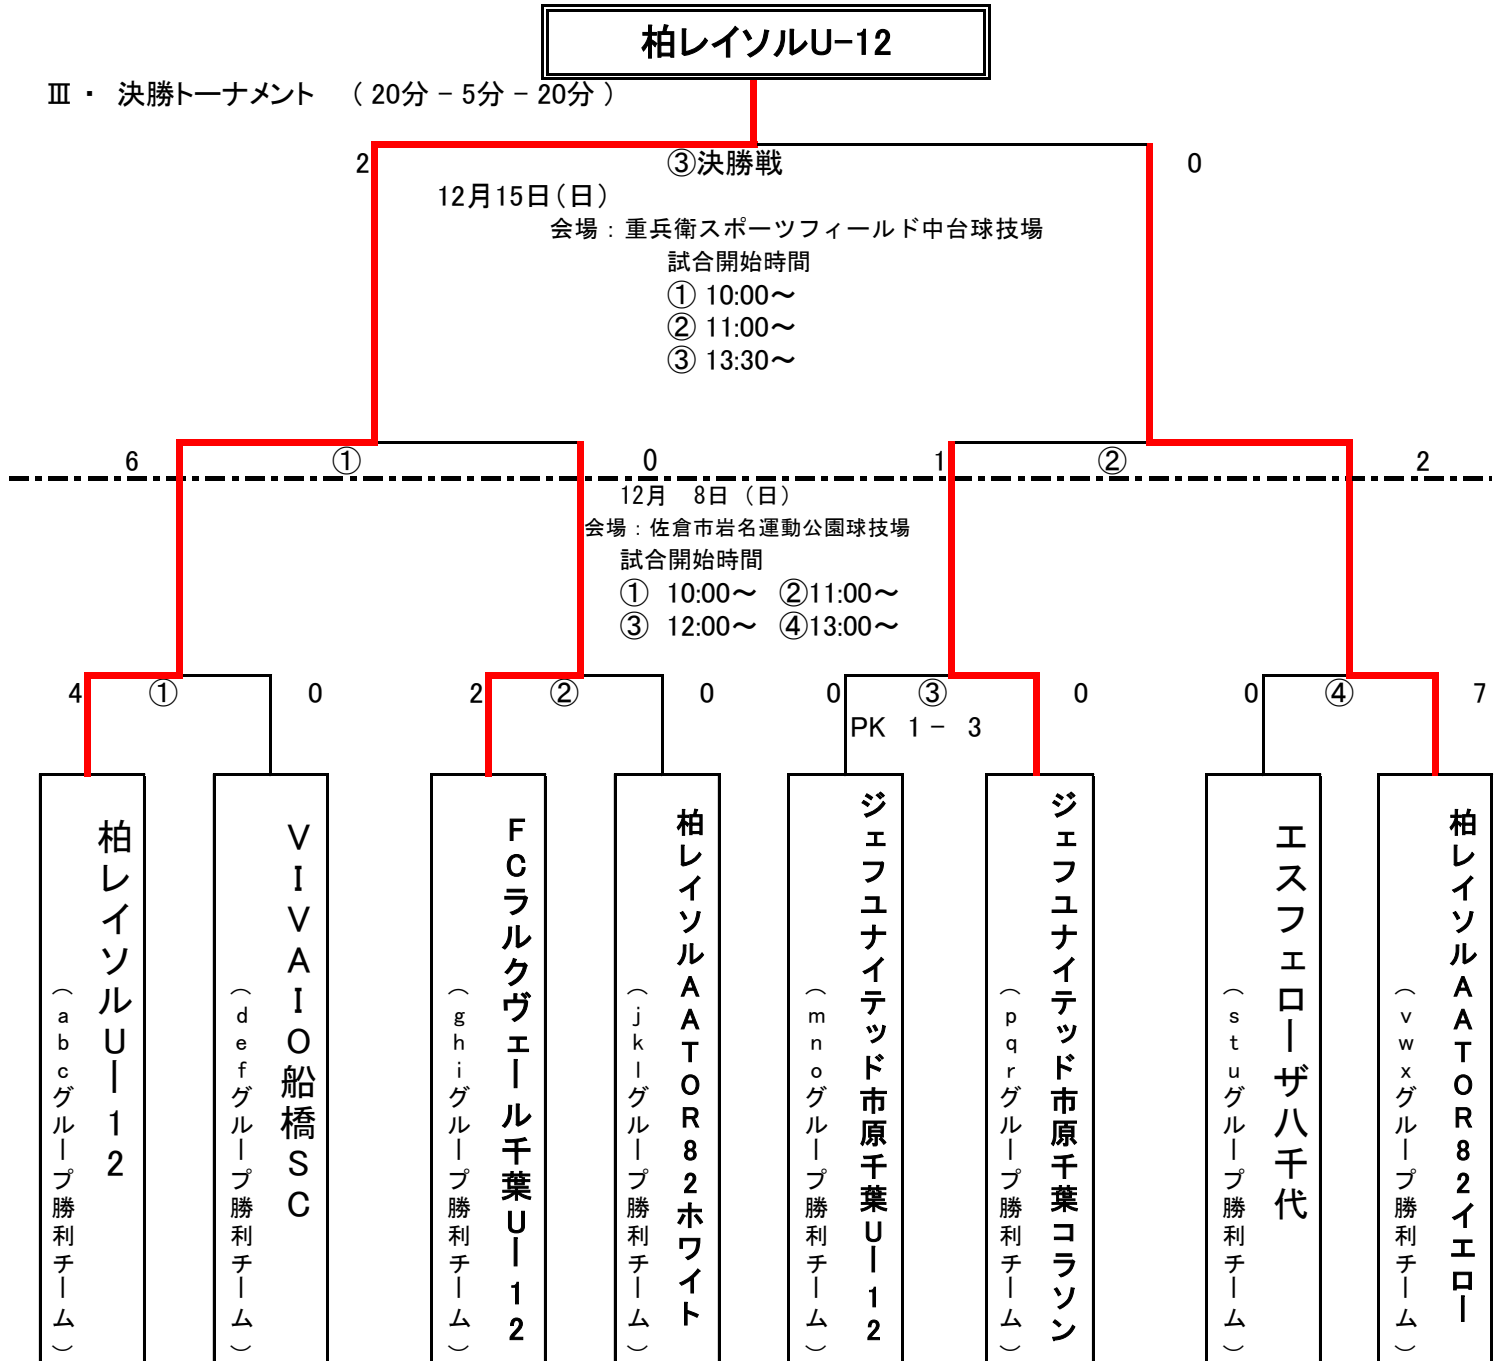 柏レイソルU-12
Ⅲ ・ 決勝トーナメント （ 20分 − 5分 − 20分 ）
2 ③決勝戦 0
12月15日（日）
会場：重兵衛スポーツフィールド中台球技場
試合開始時間
① 10:00～
② 11:00～
③ 13:30～
6 ① 0 1 ② 2
12月 8日（日）
会場：佐倉市岩名運動公園球技場
試合開始時間
① 10:00～ ②11:00～
③ 12:00～ ④13:00～
4 ① 0 2 ② 0 0 ③ 0 0 ④ 7
PK 1 − 3
柏レイソルU－12
（abcグループ勝利チーム）
VIVAIO船橋SC
（defグループ勝利チーム）
FCラルクヴェール千葉U－12
（ghiグループ勝利チーム）
柏レイソルAATOR82ホワイト
（jklグループ勝利チーム）
ジェフユナイテッド市原千葉U－12
（mnoグループ勝利チーム）
ジェフユナイテッド市原千葉コラソン
（pqrグループ勝利チーム）
エスフェローザ八千代
（stuグループ勝利チーム）
柏レイソルAATOR82イエロー
（vwxグループ勝利チーム）